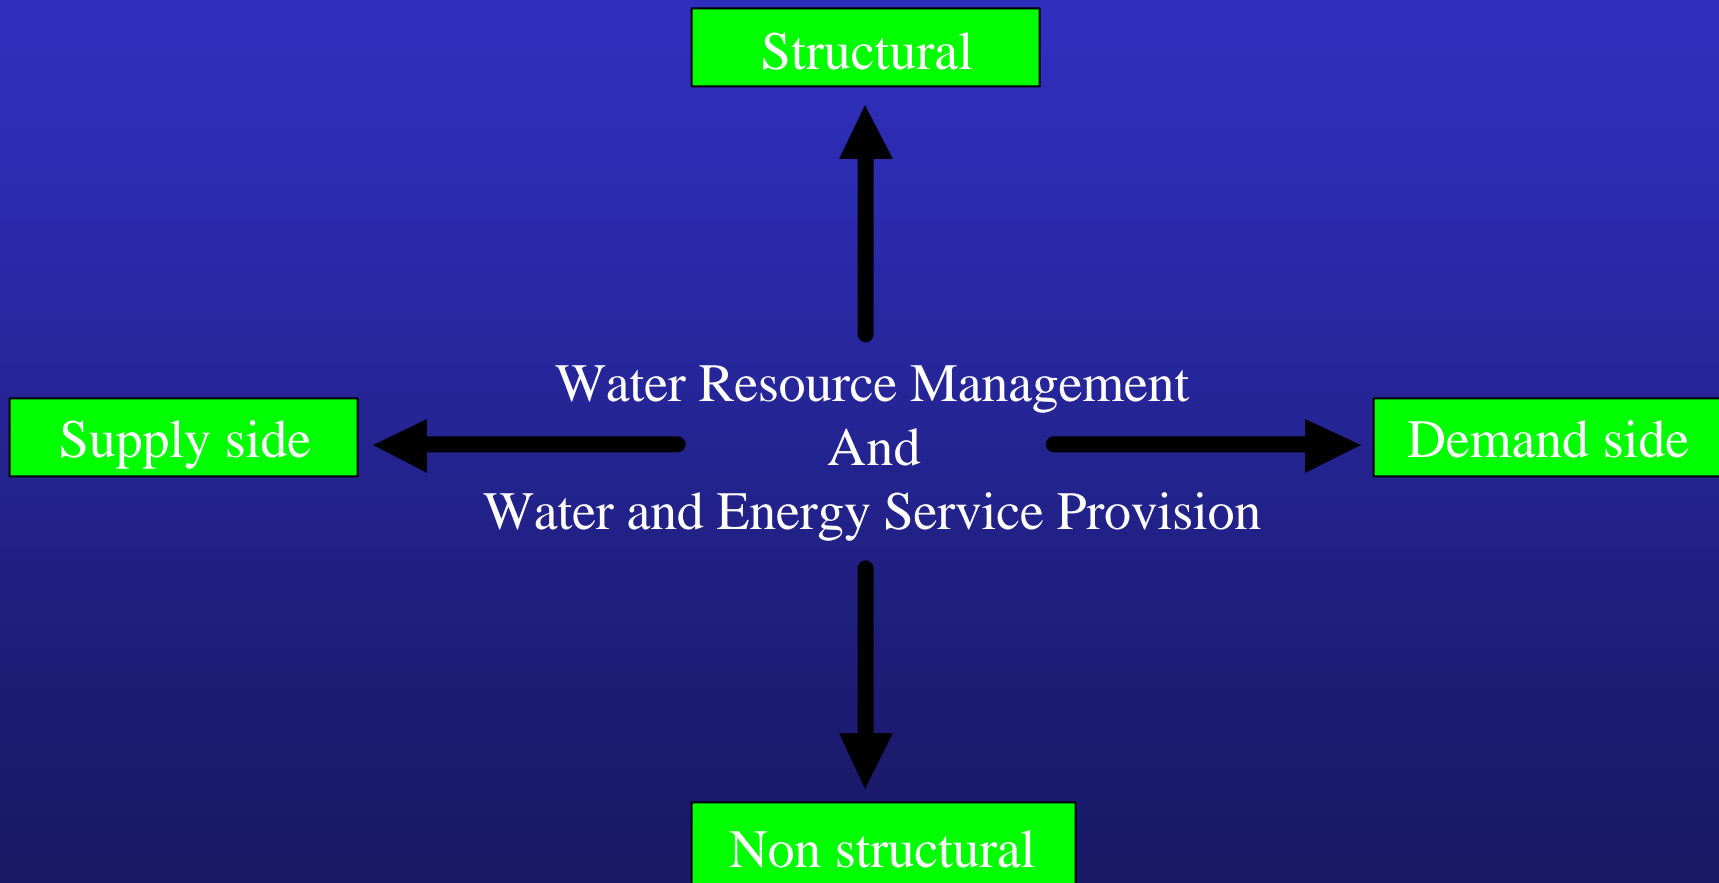 Structural
Water Resource Management
Supply side
And
Demand side
Water and Energy Service Provision
Non structural